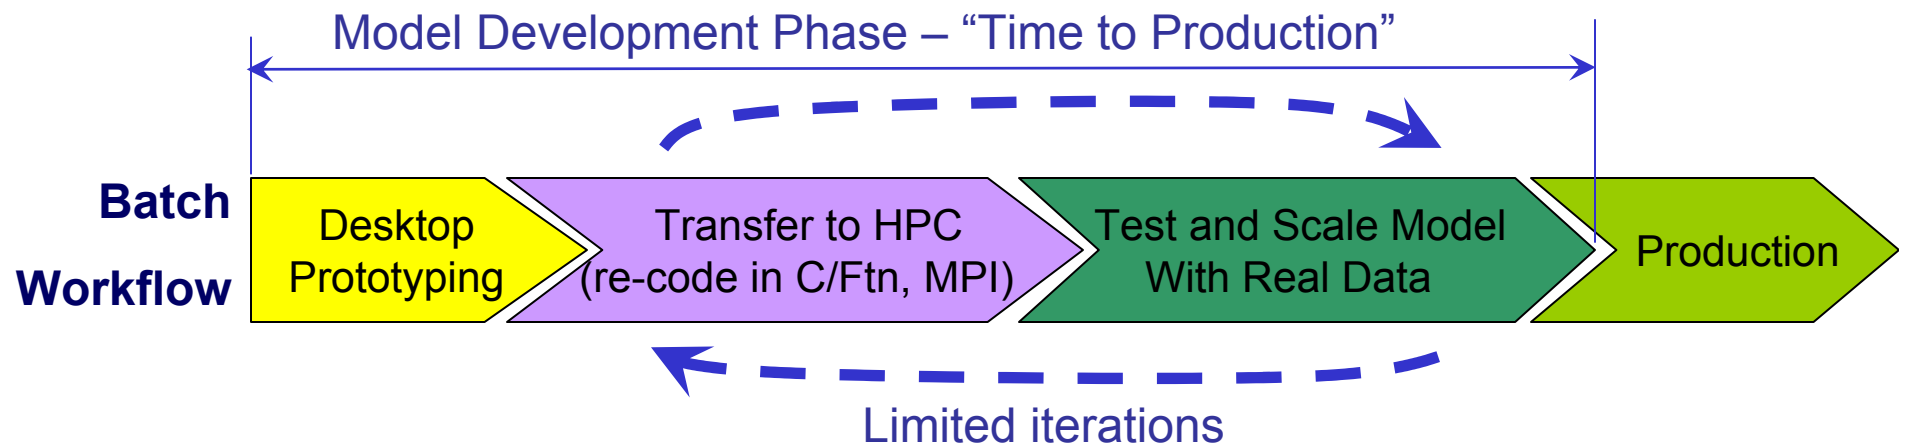 Model Development Phase – “Time to Production”
Batch
Workflow
Desktop
Prototyping
Transfer to HPC
(re-code in C/Ftn, MPI)
Test and Scale Model
With Real Data
Production
Limited iterations